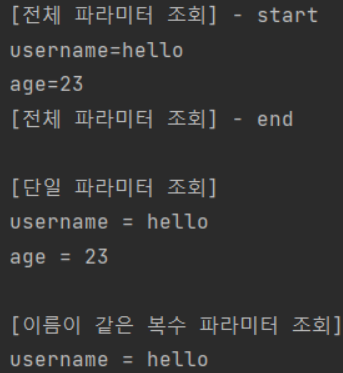 [전체 파라미터 조회] - start
username=hello
age=23
[전체 파라미터 조회] - end
[단일 파라미터 조회]
username = hello
age = 23
[이름이 같은 복수 파라미터 조회]
username = hello